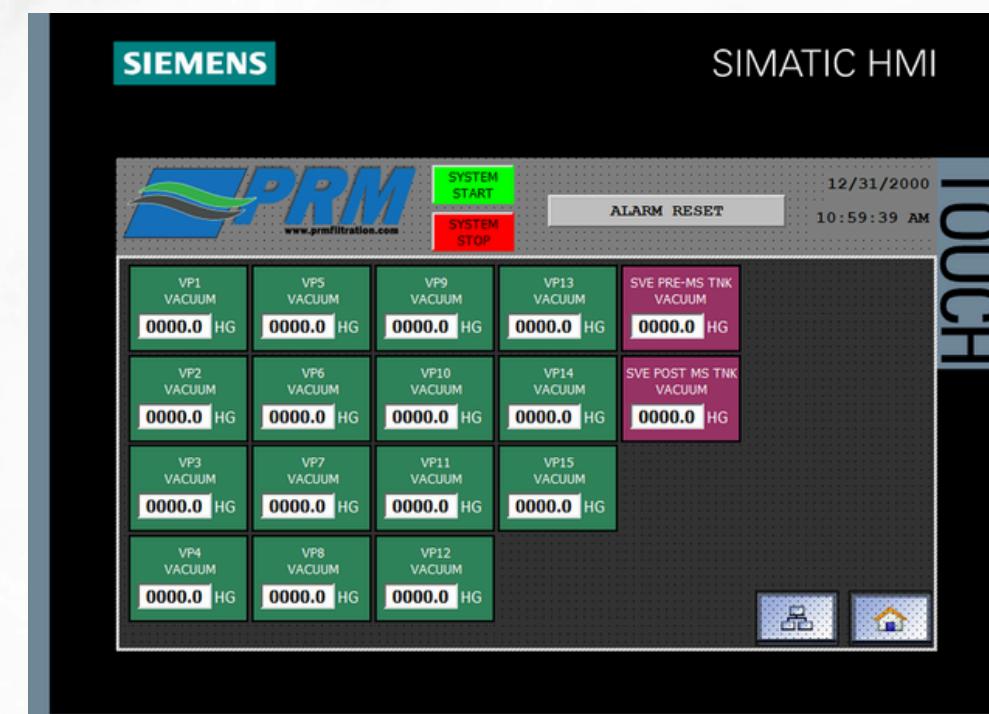 SIEMENS
SIMATIC HMI
TOUCH
PRM
www.prmfiltration.com
SYSTEM
START
SYSTEM
STOP
ALARM RESET
12/31/2000
10:59:39 AM
VP1
VACUUM
0000.0 HG
VP5
VACUUM
0000.0 HG
VP9
VACUUM
0000.0 HG
VP13
VACUUM
0000.0 HG
SVE PRE-MS TNK
VACUUM
0000.0 HG
VP2
VACUUM
0000.0 HG
VP6
VACUUM
0000.0 HG
VP10
VACUUM
0000.0 HG
VP14
VACUUM
0000.0 HG
SVE POST MS TNK
VACUUM
0000.0 HG
VP3
VACUUM
0000.0 HG
VP7
VACUUM
0000.0 HG
VP11
VACUUM
0000.0 HG
VP15
VACUUM
0000.0 HG
VP4
VACUUM
0000.0 HG
VP8
VACUUM
0000.0 HG
VP12
VACUUM
0000.0 HG